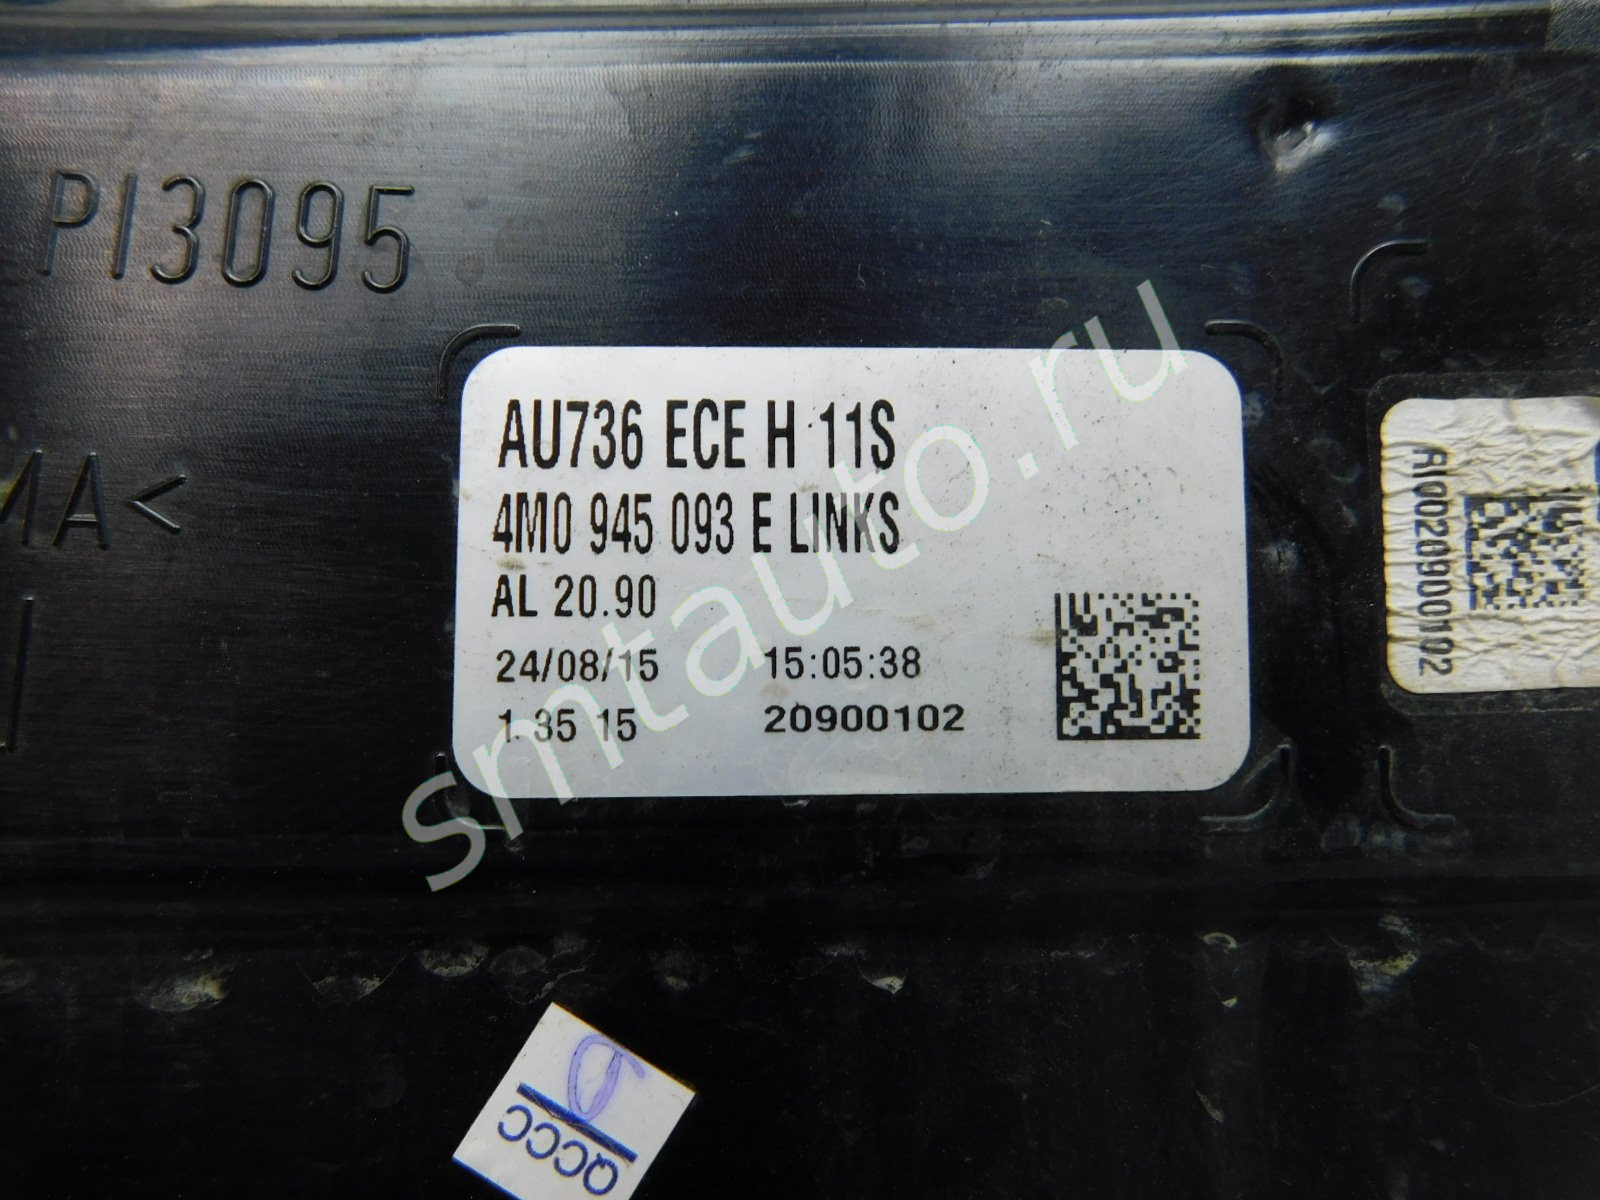 PI3095
MA<
AU736 ECE H 11S
4M0 945 093 E LINKS
AL 20.90
24/08/15 15:05:38
1. 35 15 20900102
AI0020900102
smtauto.ru
QCCCC